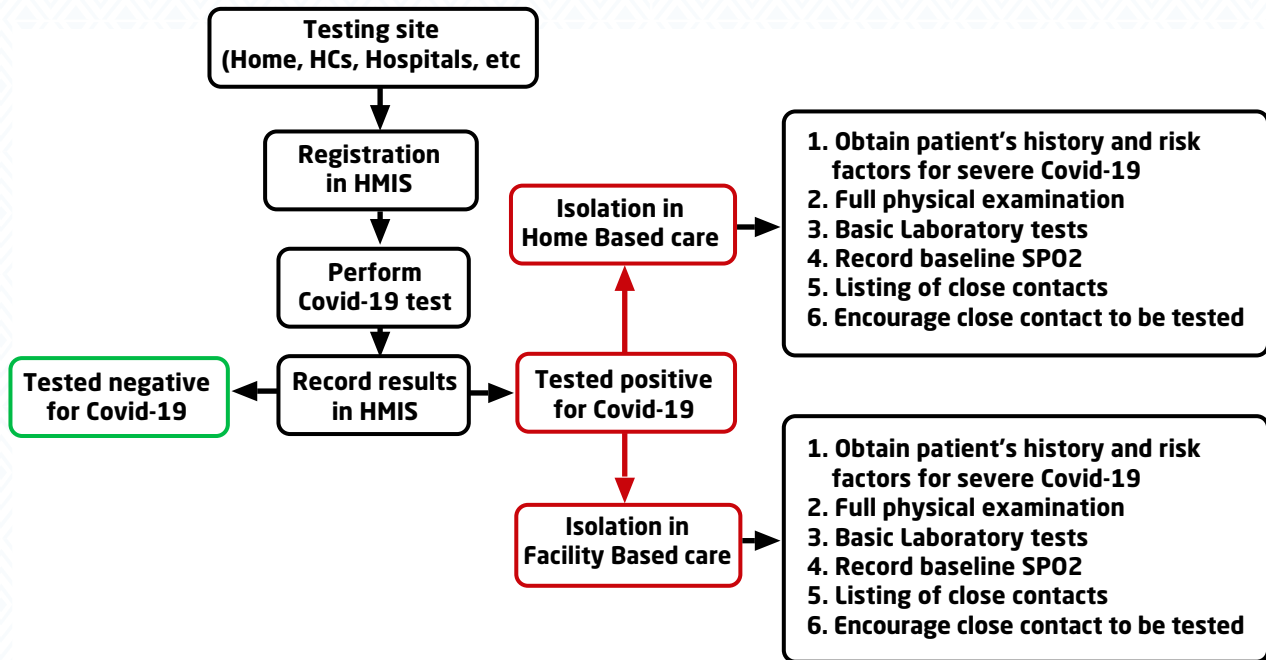 Testing site
(Home, HCs, Hospitals, etc
Registration
in HMIS
Perform
Covid-19 test
Record results
in HMIS
Tested negative
for Covid-19
Tested positive
for Covid-19
Isolation in
Home Based care
1. Obtain patient's history and risk
factors for severe Covid-19
2. Full physical examination
3. Basic Laboratory tests
4. Record baseline SPO2
5. Listing of close contacts
6. Encourage close contact to be tested
Isolation in
Facility Based care
1. Obtain patient's history and risk
factors for severe Covid-19
2. Full physical examination
3. Basic Laboratory tests
4. Record baseline SPO2
5. Listing of close contacts
6. Encourage close contact to be tested